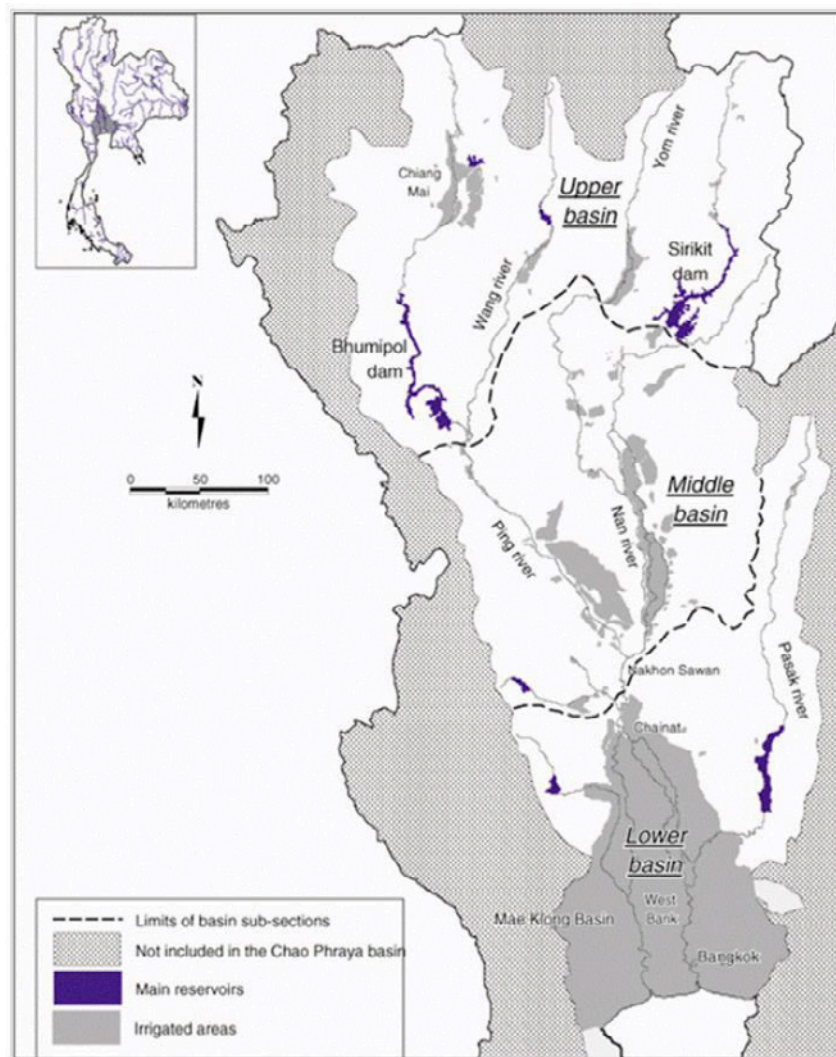 Chiang
Mai
Upper
basin
Yom river
Sirikit
dam
Wang river
Bhumipol
dam
N
0 50 100
kilometres
Middle
basin
Ping river
Nan river
Nakhon Sawan
Pasak river
Chainat
Lower
basin
West
Bank
Mae Klong Basin
Bangkok
Limits of basin sub-sections
Not included in the Chao Phraya basin
Main reservoirs
Irrigated areas